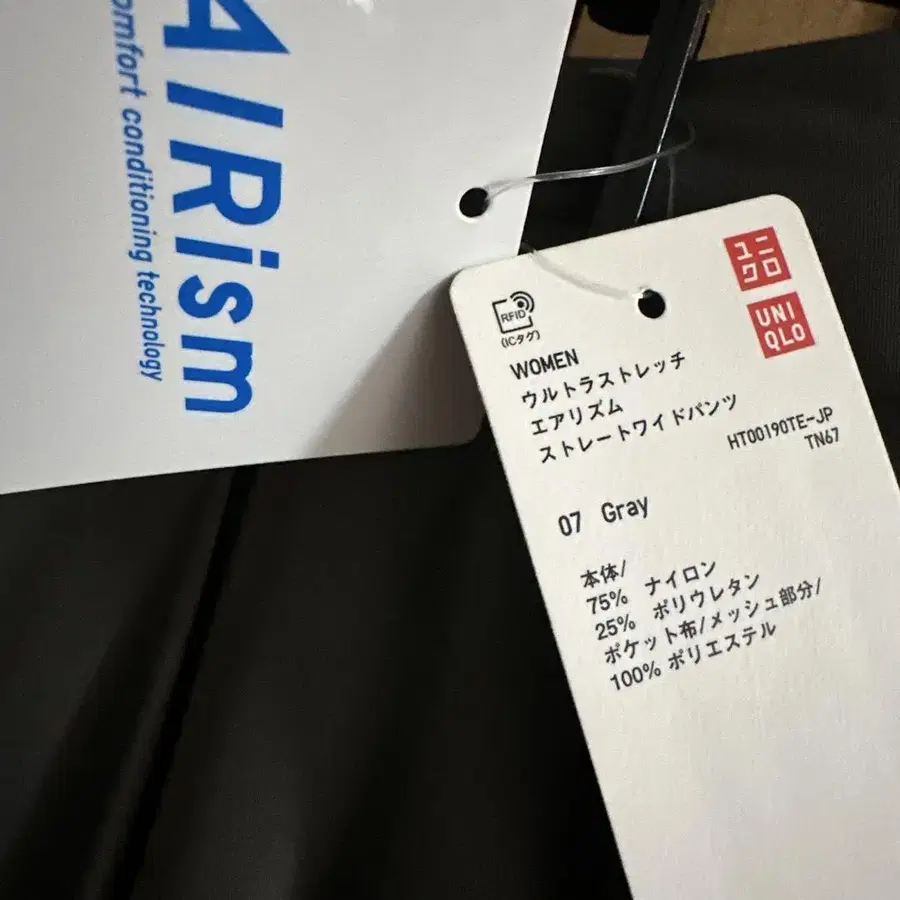 AIRism
omfort conditioning technology
ユニ
クロ
UNI
QLO
RFID
(ICタグ)
WOMEN
ウルトラストレッチ
エアリズム
ストレートワイドパンツ
HT00190TE-JP
TN67
07 Gray
本体/
75% ナイロン
25% ポリウレタン
ポケット布/メッシュ部分/
100% ポリエステル